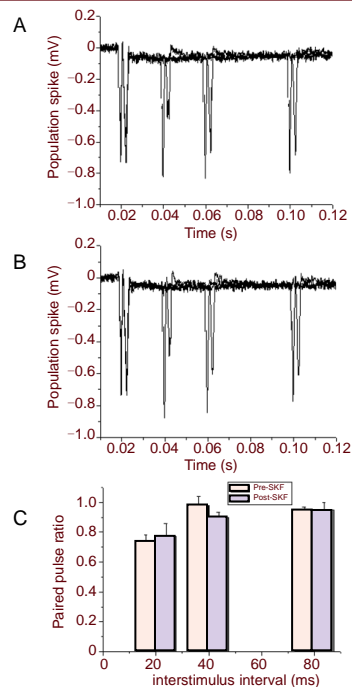 A
0.2
0
−0.2
−0.4
−0.6
−0.8
−1.0
Population spike (mV)
0.02 0.04 0.06 0.08 0.10 0.12
Time (s)
B
0.2
0
−0.2
−0.4
−0.6
−0.8
−1.0
Population spike (mV)
0.02 0.04 0.06 0.08 0.10 0.12
Time (s)
C
Pre-SKF
Post-SKF
1.0
0.8
0.6
0.4
0.2
0
Paired pulse ratio
0 20 40 60 80
interstimulus interval (ms)